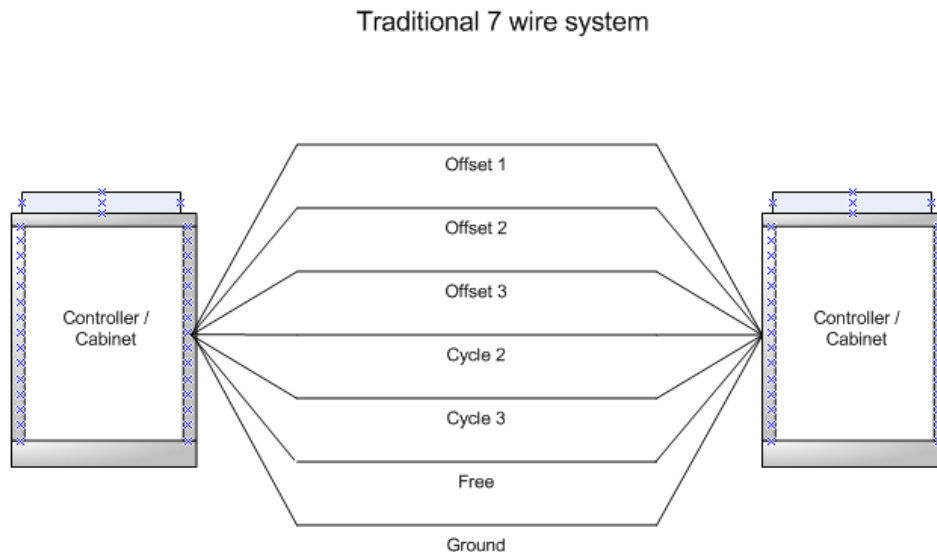 Traditional 7 wire system
Offset 1
Offset 2
Offset 3
Controller /
Cabinet
Controller /
Cabinet
Cycle 2
Cycle 3
Free
Ground